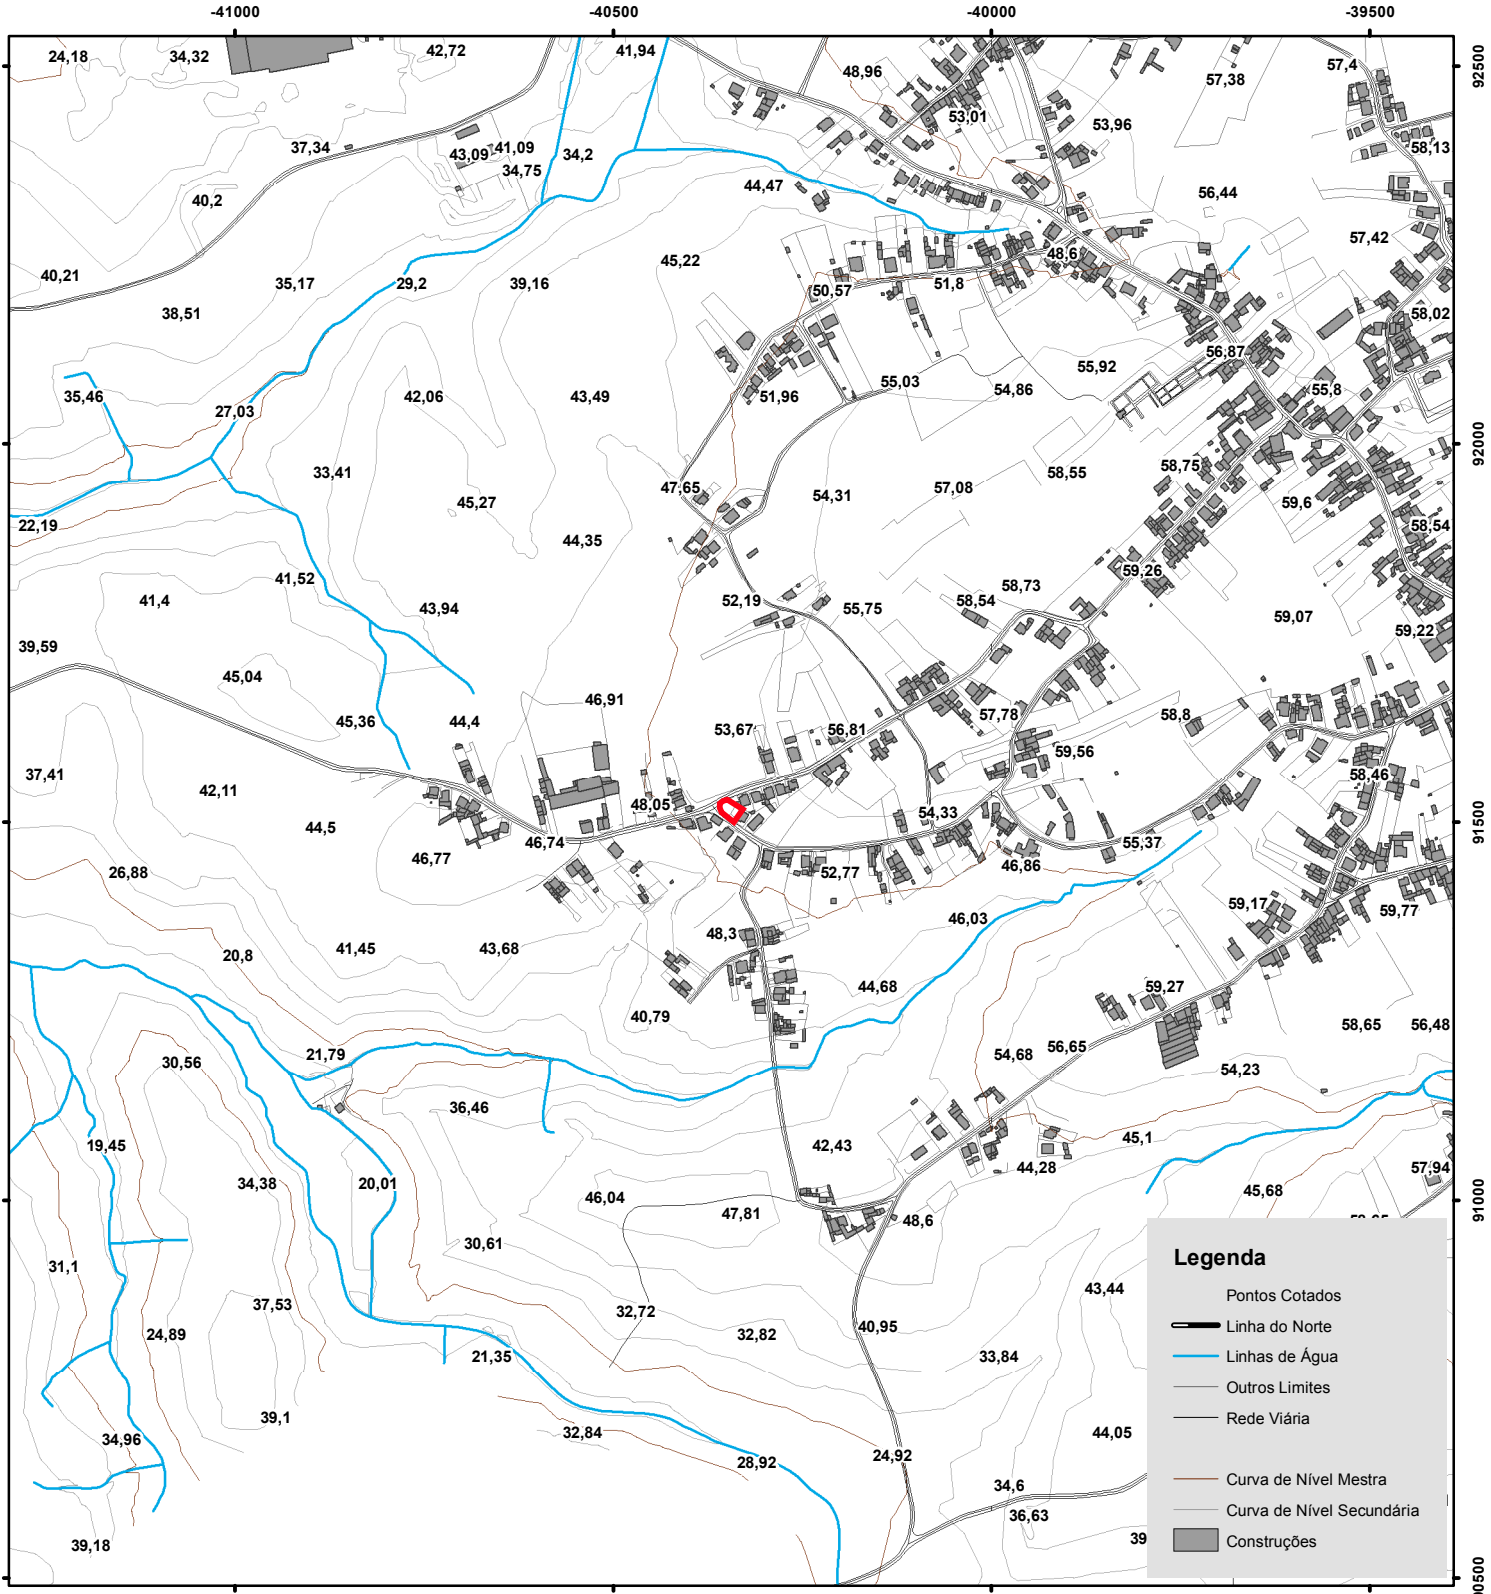 -41000 -40500 -40000 -39500
24,18 34,32 42,72 41,94 48,96 57,38 57,4 92500
53,01 53,96
37,34 43,09 41,09 34,75 34,2 58,13
40,2 44,47 56,44
57,42
40,21 35,17 29,2 39,16 45,22 48,6
38,51 50,57 51,8 58,02
56,87
55,92
35,46 27,03 42,06 43,49 51,96 55,03 54,86 55,8
92000
33,41 45,27 47,65 54,31 57,08 58,55 58,75 59,6
22,19 44,35 58,54
41,52 59,26
41,4 43,94 52,19 55,75 58,54 58,73 59,07
39,59 59,22
45,04
45,36 44,4 46,91 53,67 56,81 57,78 58,8
59,56
37,41 42,11 58,46
44,5 48,05 54,33 91500
46,77 46,74 55,37
26,88 52,77 46,86
59,17 59,77
20,8 41,45 43,68 48,3 46,03
44,68 59,27
40,79 58,65 56,48
21,79 54,68 56,65
30,56 54,23
36,46
19,45 42,43 45,1
34,38 20,01 46,04 44,28 45,68 57,94
47,81 48,6 91000
30,61
31,1 43,44
37,53 32,72
24,89 32,82 40,95
21,35 33,84
39,1
34,96 32,84 44,05
28,92 24,92
34,6
36,63
39,18 39
Legenda
Pontos Cotados
Linha do Norte
Linhas de Água
Outros Limites
Rede Viária
Curva de Nível Mestra
Curva de Nível Secundária
Construções